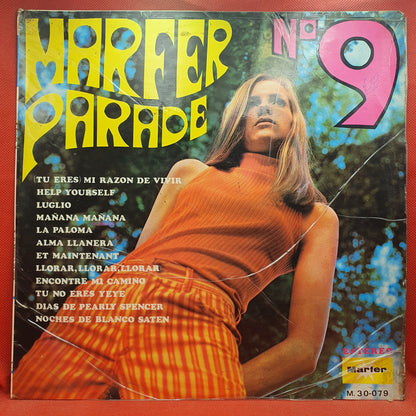 MARFER
PARADE
Nº 9
(TU ERES) MI RAZON DE VIVIR
HELP YOURSELF
LUGLIO
MAÑANA MAÑANA
LA PALOMA
ALMA LLANERA
ET MAINTENANT
LLORAR, LLORAR, LLORAR
ENCONTRE MI CAMINO
TU NO ERES YEYE
DIAS DE PEARLY SPENCER
NOCHES DE BLANCO SATEN
ESTEREO
Marfer
M. 30-079